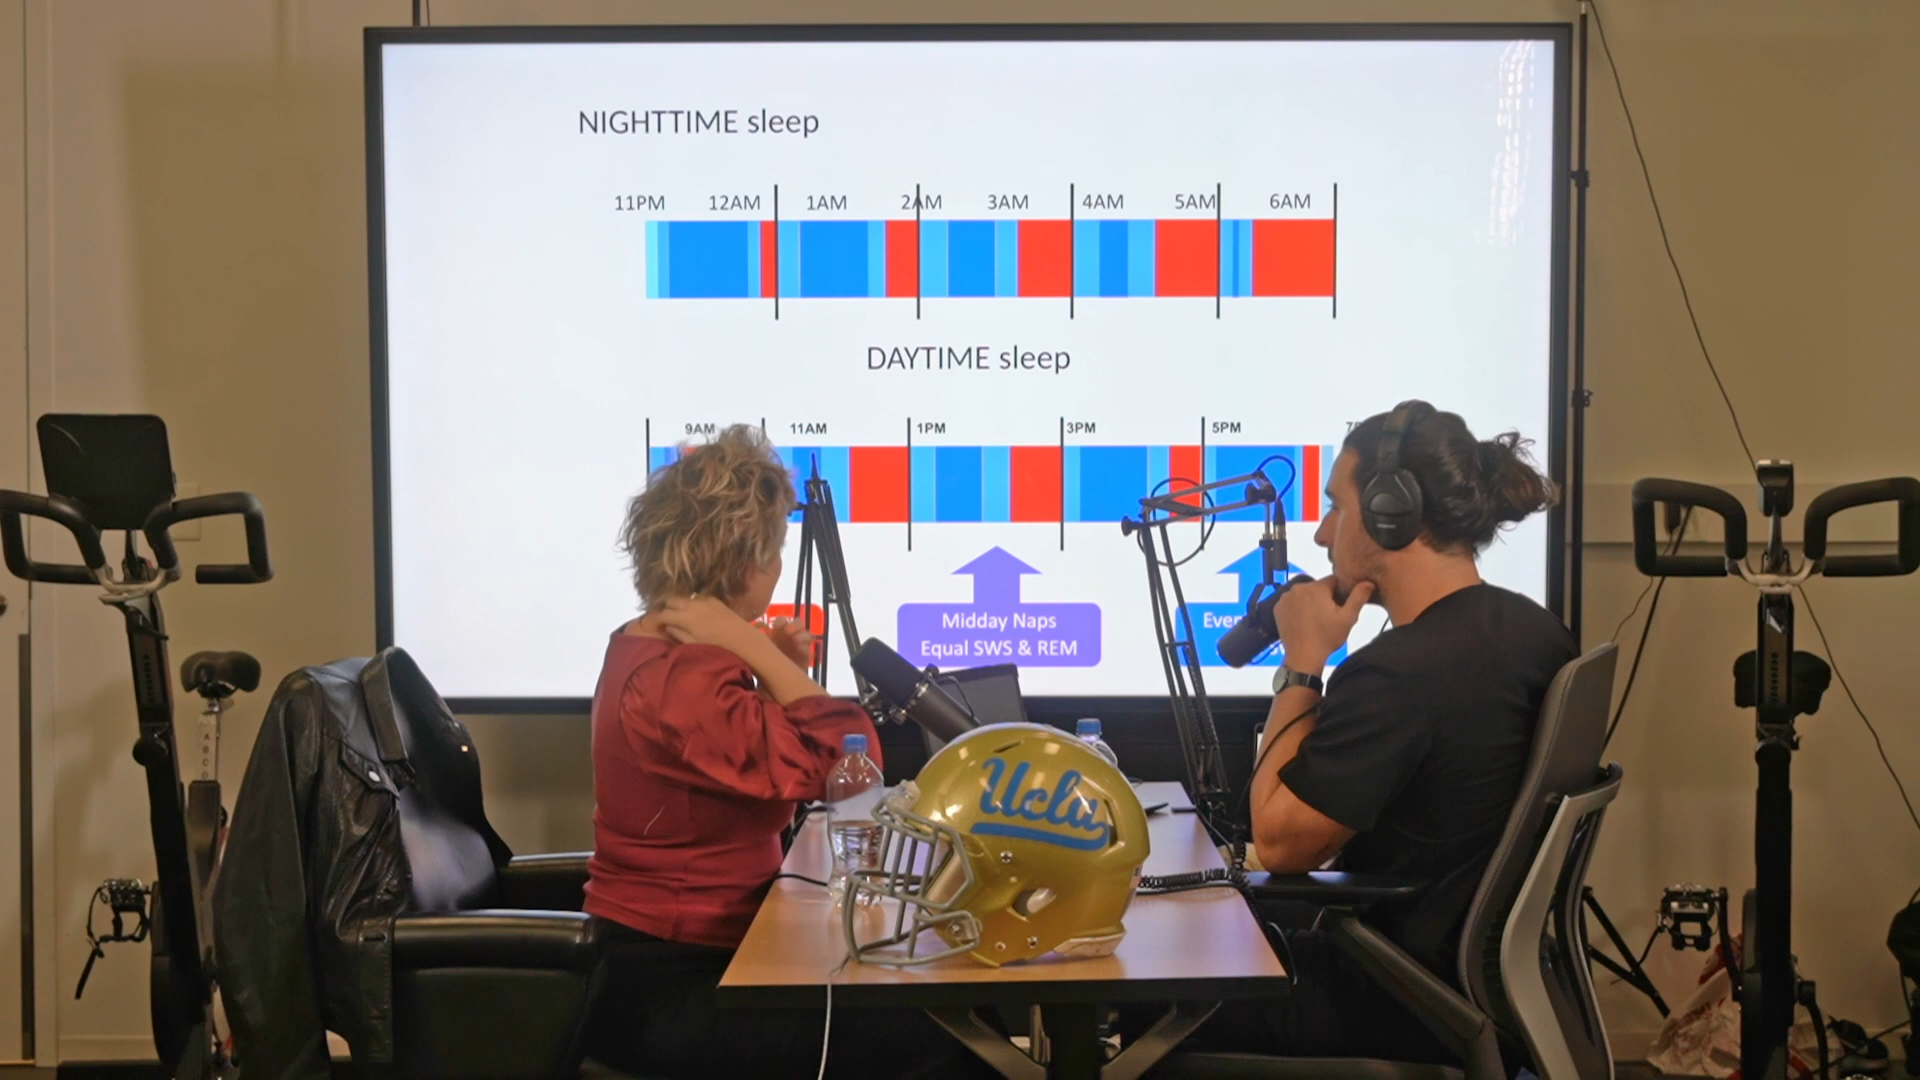 NIGHTTIME sleep
11PM 12AM 1AM 2AM 3AM 4AM 5AM 6AM
DAYTIME sleep
9AM 11AM 1PM 3PM 5PM
Midday Naps
Equal SWS & REM
Ucla
A
B
C
D